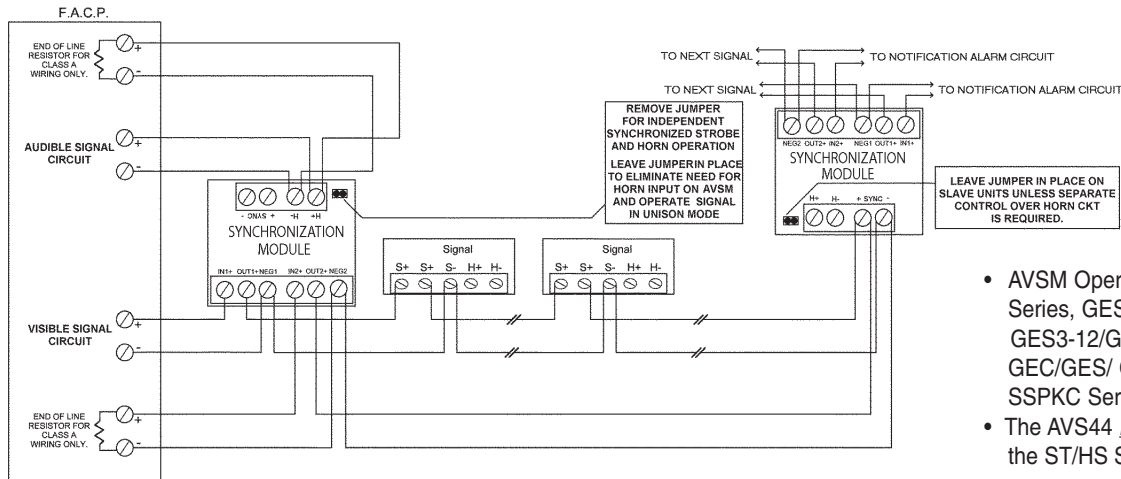 F.A.C.P.
END OF LINE
RESISTOR FOR
CLASS A
WIRING ONLY.
+
-
AUDIBLE SIGNAL
CIRCUIT
+
-
- SYNC +
H-
H+
SYNCHRONIZATION
MODULE
IN1+ OUT1+ NEG1 IN2+ OUT2+ NEG2
VISIBLE SIGNAL
CIRCUIT
+
-
END OF LINE
RESISTOR FOR
CLASS A
WIRING ONLY.
+
-
Signal
S+ S+ S- H+ H-
Signal
S+ S+ S- H+ H-
REMOVE JUMPER
FOR INDEPENDENT
SYNCHRONIZED STROBE
AND HORN OPERATION
LEAVE JUMPERIN PLACE
TO ELIMINATE NEED FOR
HORN INPUT ON AVSM
AND OPERATE SIGNAL
IN UNISON MODE
TO NEXT SIGNAL
TO NOTIFICATION ALARM CIRCUIT
TO NEXT SIGNAL
TO NOTIFICATION ALARM CIRCUIT
NEG2 OUT2+ IN2+ NEG1 OUT1+ IN1+
SYNCHRONIZATION
MODULE
H+ H- + SYNC -
LEAVE JUMPER IN PLACE ON
SLAVE UNITS UNLESS SEPARATE
CONTROL OVER HORN CKT
IS REQUIRED.
• AVSM Oper
Series, GES
GES3-12/G
GEC/GES/
SSPKC Ser
• The AVS44 ,
the ST/HS S